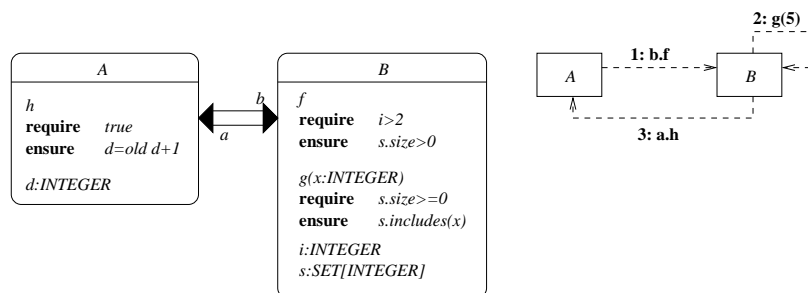 A
h
require true
ensure d=old d+1
d:INTEGER
b
a
B
f
require i>2
ensure s.size>0
g(x:INTEGER)
require s.size>=0
ensure s.includes(x)
i:INTEGER
s:SET[INTEGER]
2: g(5)
1: b.f
A
B
3: a.h